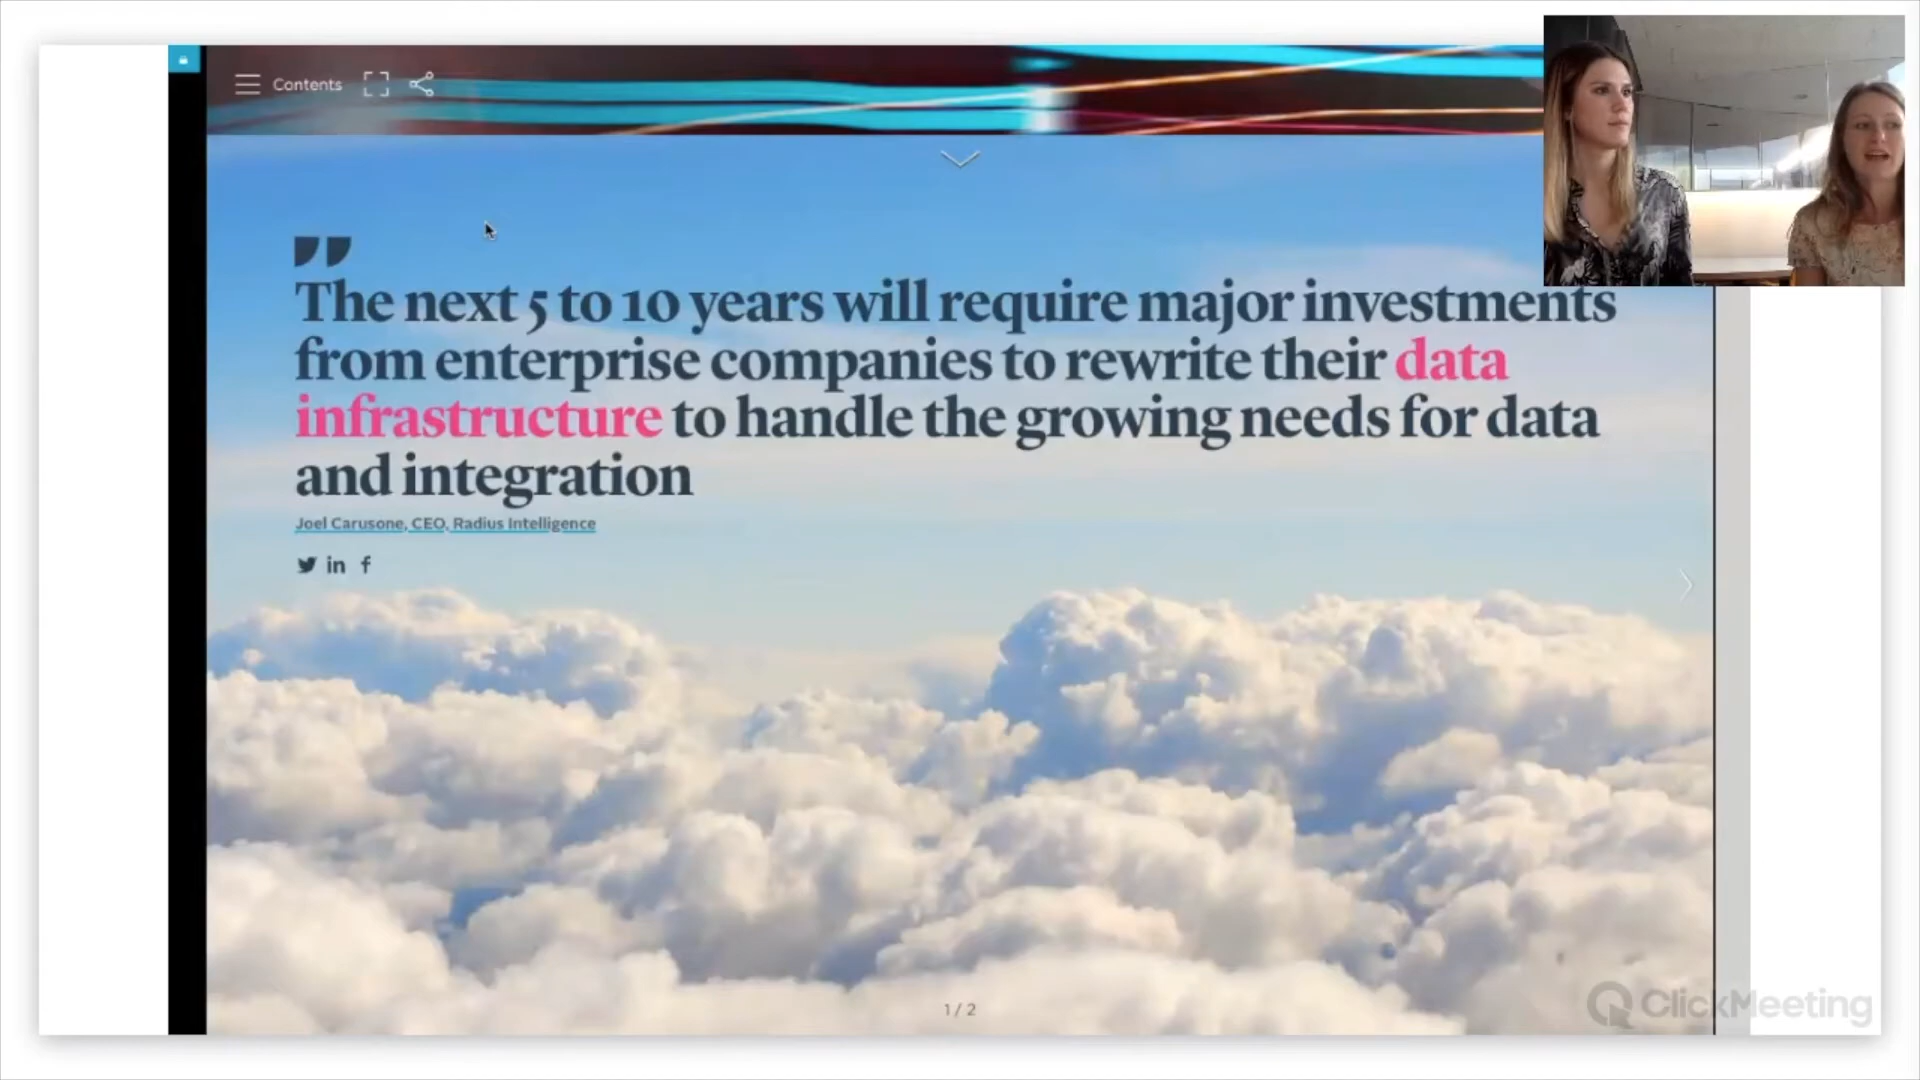 Contents
The next 5 to 10 years will require major investments
from enterprise companies to rewrite their data
infrastructure to handle the growing needs for data
and integration
Joel Carusone, CEO, Radius Intelligence
1 / 2
ClickMeeting